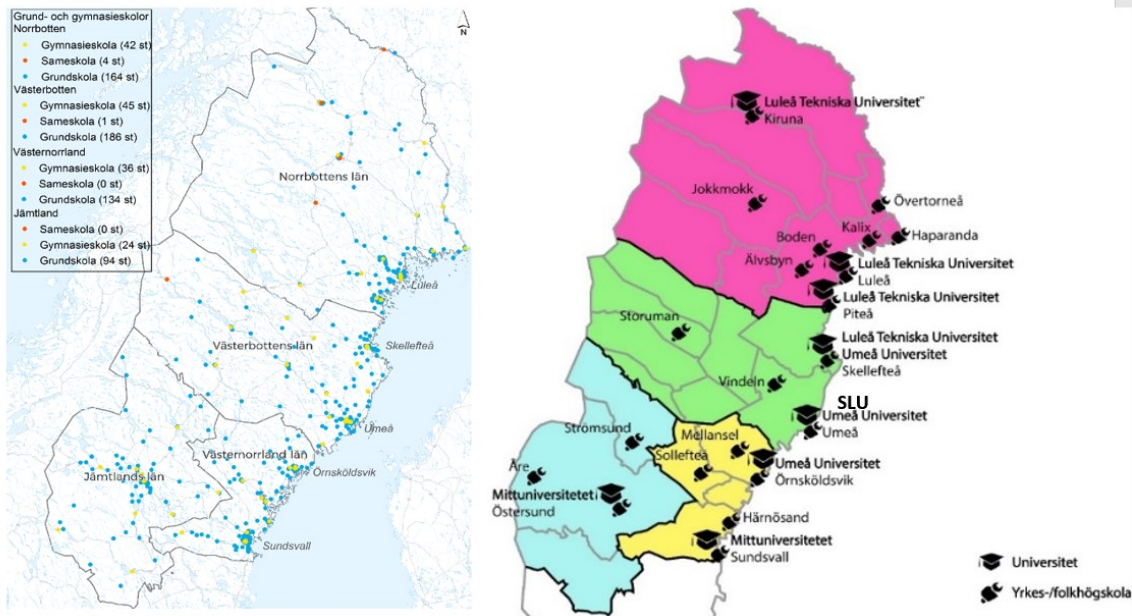 Grund- och gymnasieskolor
Norrbotten
Gymnasieskola (42 st)
Sameskola (4 st)
Grundskola (164 st)
Västerbotten
Gymnasieskola (45 st)
Sameskola (1 st)
Grundskola (186 st)
Västernorrland
Gymnasieskola (36 st)
Sameskola (0 st)
Grundskola (134 st)
Jämtland
Sameskola (0 st)
Gymnasieskola (24 st)
Grundskola (94 st)
N
Norrbottens län
Luleå
Skellefteå
Västerbottens län
Umeå
Västernorrland län
Örnsköldsvik
Jämtlands län
Sundsvall
Luleå Tekniska Universitet¨
Kiruna
Jokkmokk
Övertorneå
Kalix
Haparanda
Boden
Älvsbyn
Luleå Tekniska Universitet
Luleå
Luleå Tekniska Universitet
Piteå
Storuman
Luleå Tekniska Universitet
Umeå Universitet
Skellefteå
Vindeln
SLU
Umeå Universitet
Umeå
Strömsund
Mellansel
Sollefteå
Umeå Universitet
Örnsköldsvik
Åre
Mittuniversitetet
Östersund
Härnösand
Mittuniversitetet
Sundsvall
Universitet
Yrkes-/folkhögskola